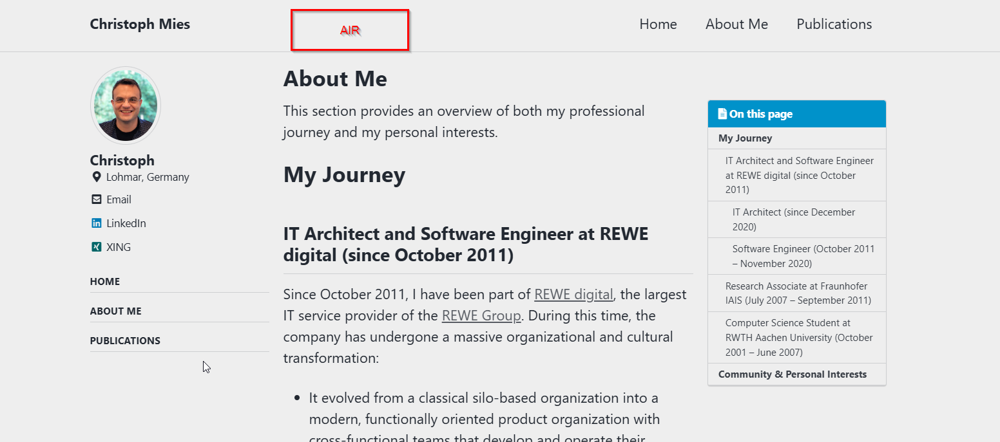 Christoph Mies
AIR
Home
About Me
Publications
Christoph
Lohmar, Germany
Email
LinkedIn
XING
HOME
ABOUT ME
PUBLICATIONS
About Me
This section provides an overview of both my professional
journey and my personal interests.
My Journey
IT Architect and Software Engineer at REWE
digital (since October 2011)
Since October 2011, I have been part of REWE digital, the largest
IT service provider of the REWE Group. During this time, the
company has undergone a massive organizational and cultural
transformation:
• It evolved from a classical silo-based organization into a
modern, functionally oriented product organization with
cross-functional teams that develop and operate their
On this page
My Journey
IT Architect and Software Engineer
at REWE digital (since October
2011)
IT Architect (since December
2020)
Software Engineer (October 2011
– November 2020)
Research Associate at Fraunhofer
IAIS (July 2007 – September 2011)
Computer Science Student at
RWTH Aachen University (October
2001 – June 2007)
Community & Personal Interests